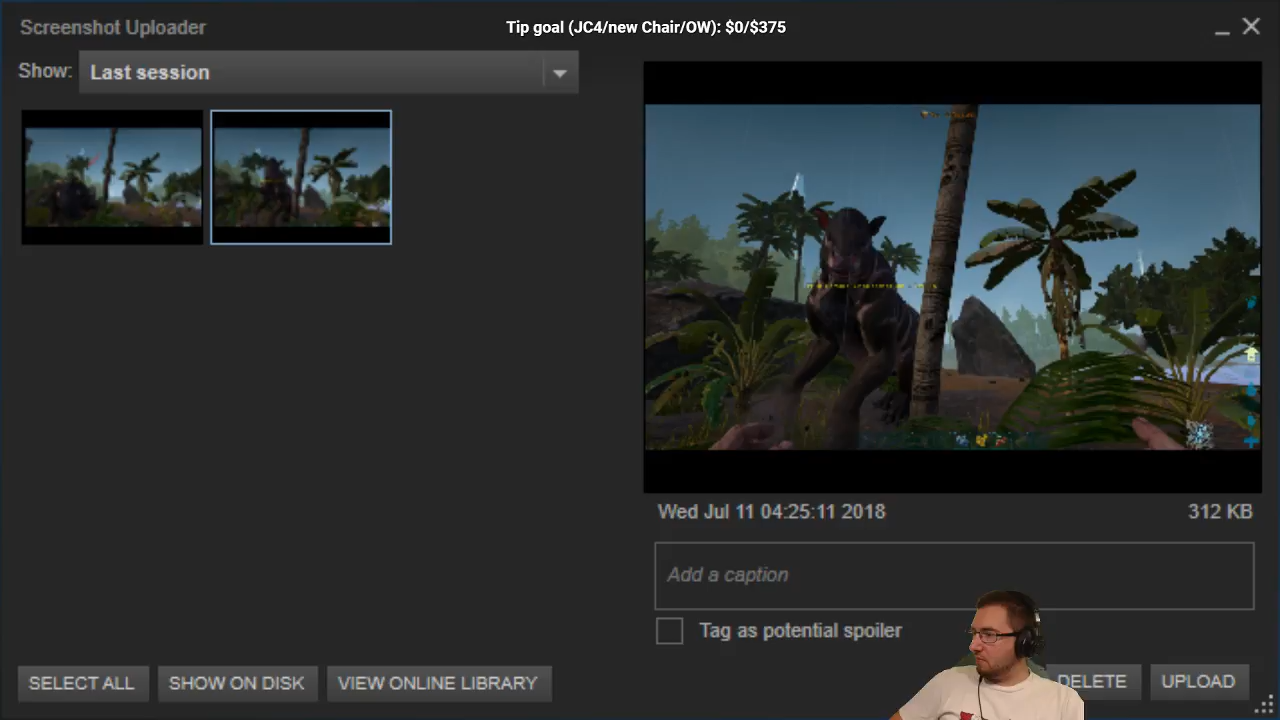 Screenshot Uploader
Tip goal (JC4/new Chair/OW): $0/$375
Show: Last session
Wed Jul 11 04:25:11 2018
312 KB
Add a caption
Tag as potential spoiler
SELECT ALL
SHOW ON DISK
VIEW ONLINE LIBRARY
DELETE
UPLOAD